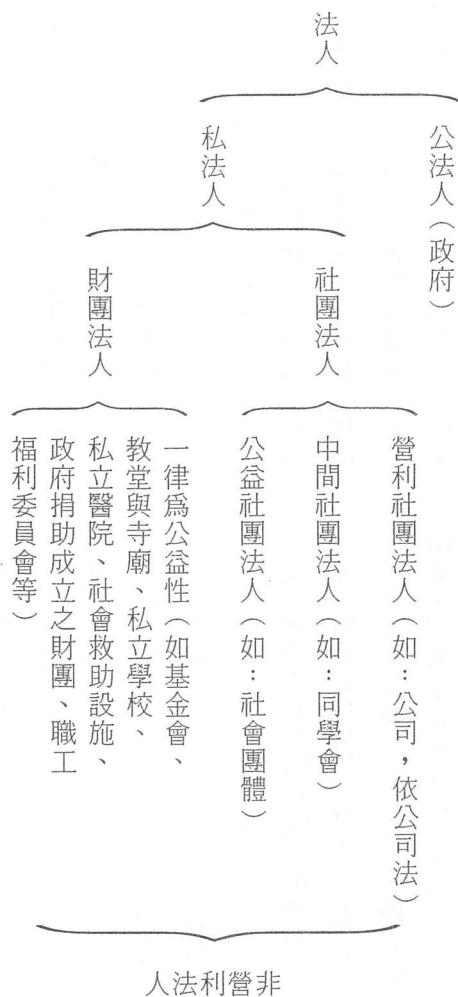 法人
公法人（政府）
私法人
社團法人
營利社團法人（如：公司，依公司法）
中間社團法人（如：同學會）
公益社團法人（如：社會團體）
財團法人
一律爲公益性（如基金會、
教堂與寺廟、私立學校、
私立醫院、社會救助設施、
政府捐助成立之財團、職工
福利委員會等）
人法利營非